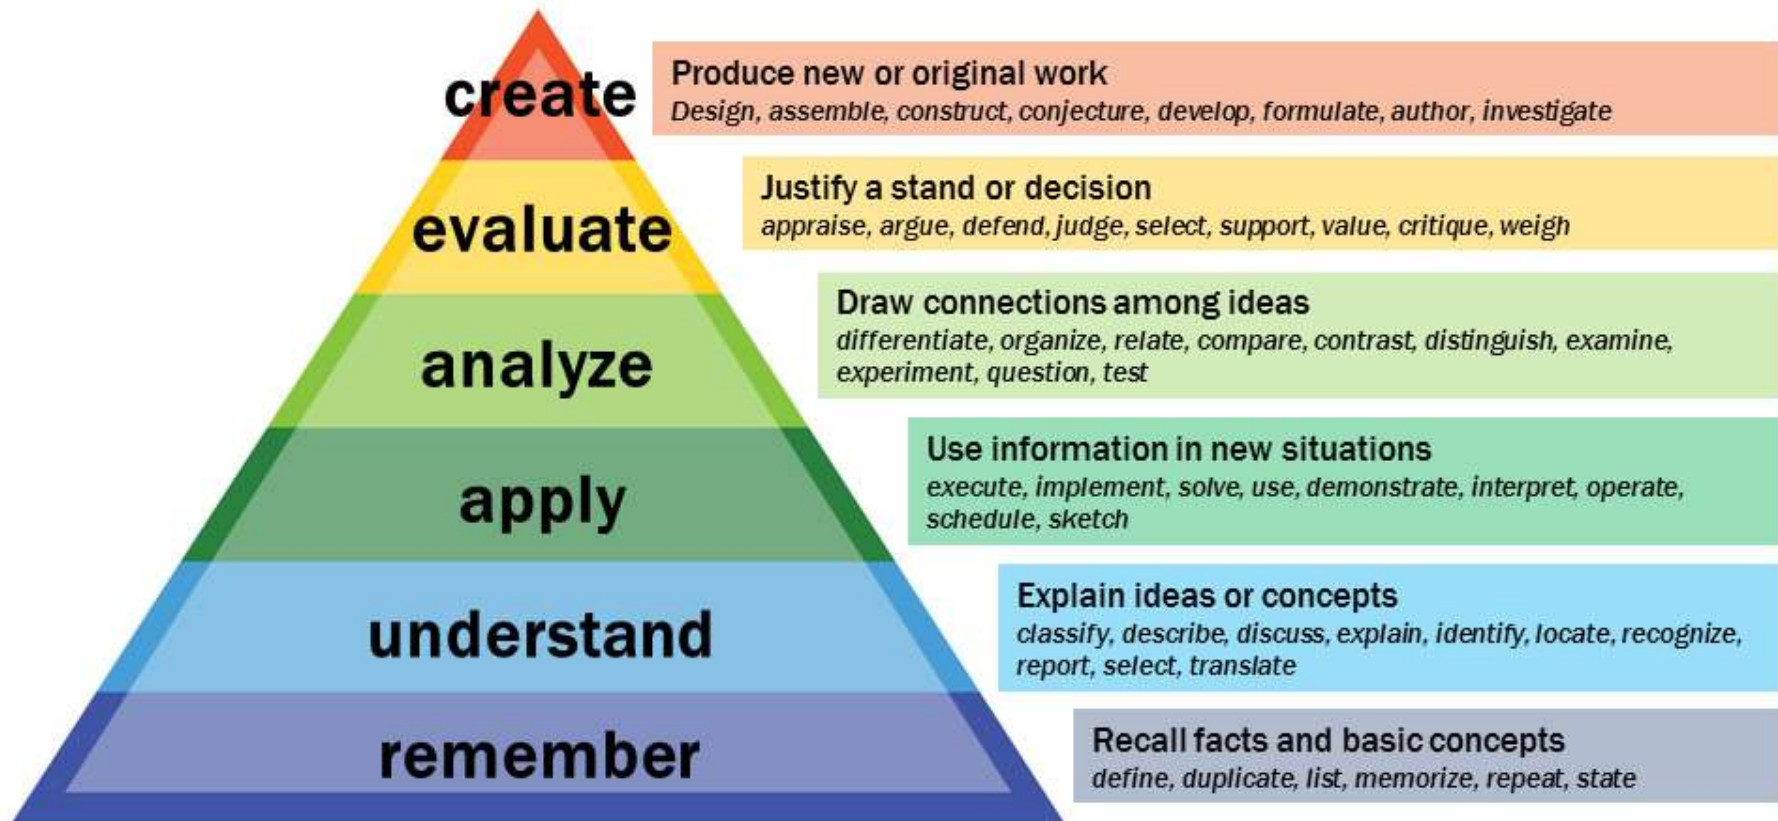 create
Produce new or original work
Design, assemble, construct, conjecture, develop, formulate, author, investigate
evaluate
Justify a stand or decision
appraise, argue, defend, judge, select, support, value, critique, weigh
analyze
Draw connections among ideas
differentiate, organize, relate, compare, contrast, distinguish, examine,
experiment, question, test
apply
Use information in new situations
execute, implement, solve, use, demonstrate, interpret, operate,
schedule, sketch
understand
Explain ideas or concepts
classify, describe, discuss, explain, identify, locate, recognize,
report, select, translate
remember
Recall facts and basic concepts
define, duplicate, list, memorize, repeat, state